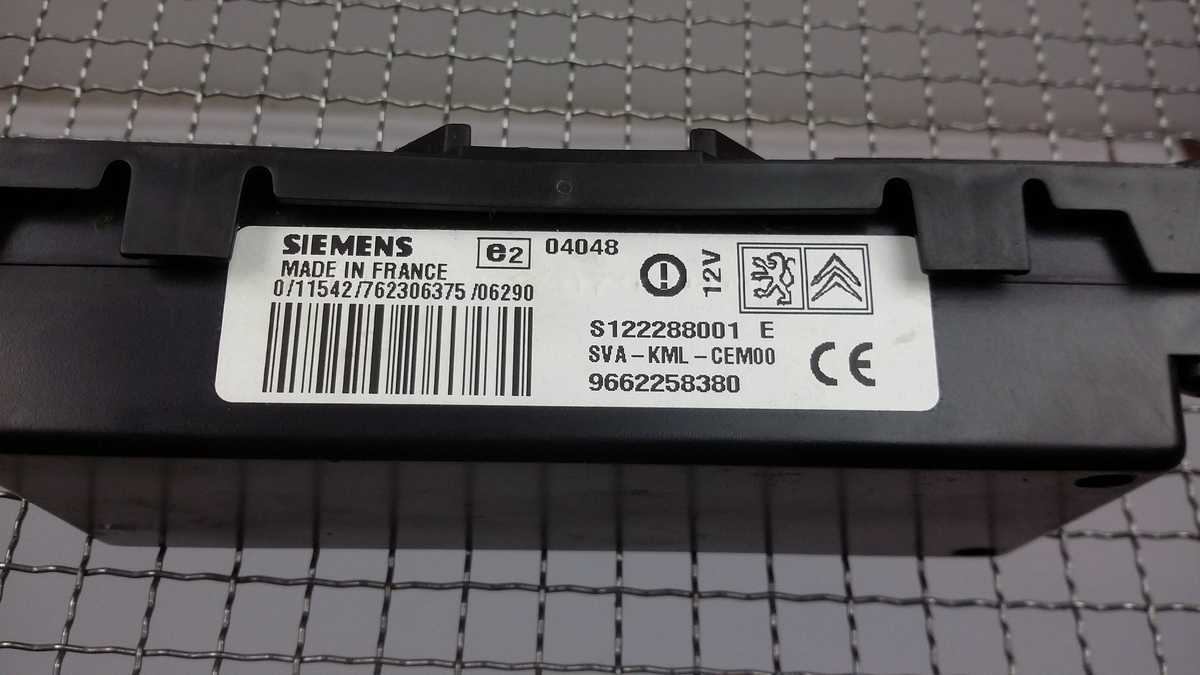 SIEMENS
e2 04048
MADE IN FRANCE
0/11542/762306375/06290
12V
S122288001 E
SVA-KML-CEM00
9662258380
CE